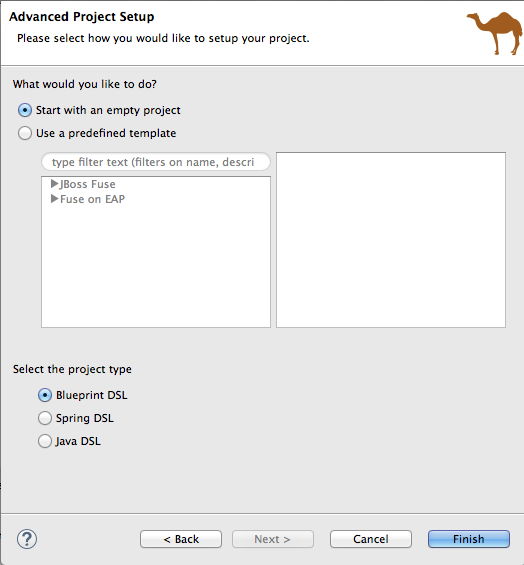 Advanced Project Setup
Please select how you would like to setup your project.
What would you like to do?
Start with an empty project
Use a predefined template
type filter text (filters on name, descri
JBoss Fuse
Fuse on EAP
Select the project type
Blueprint DSL
Spring DSL
Java DSL
?
< Back
Next >
Cancel
Finish